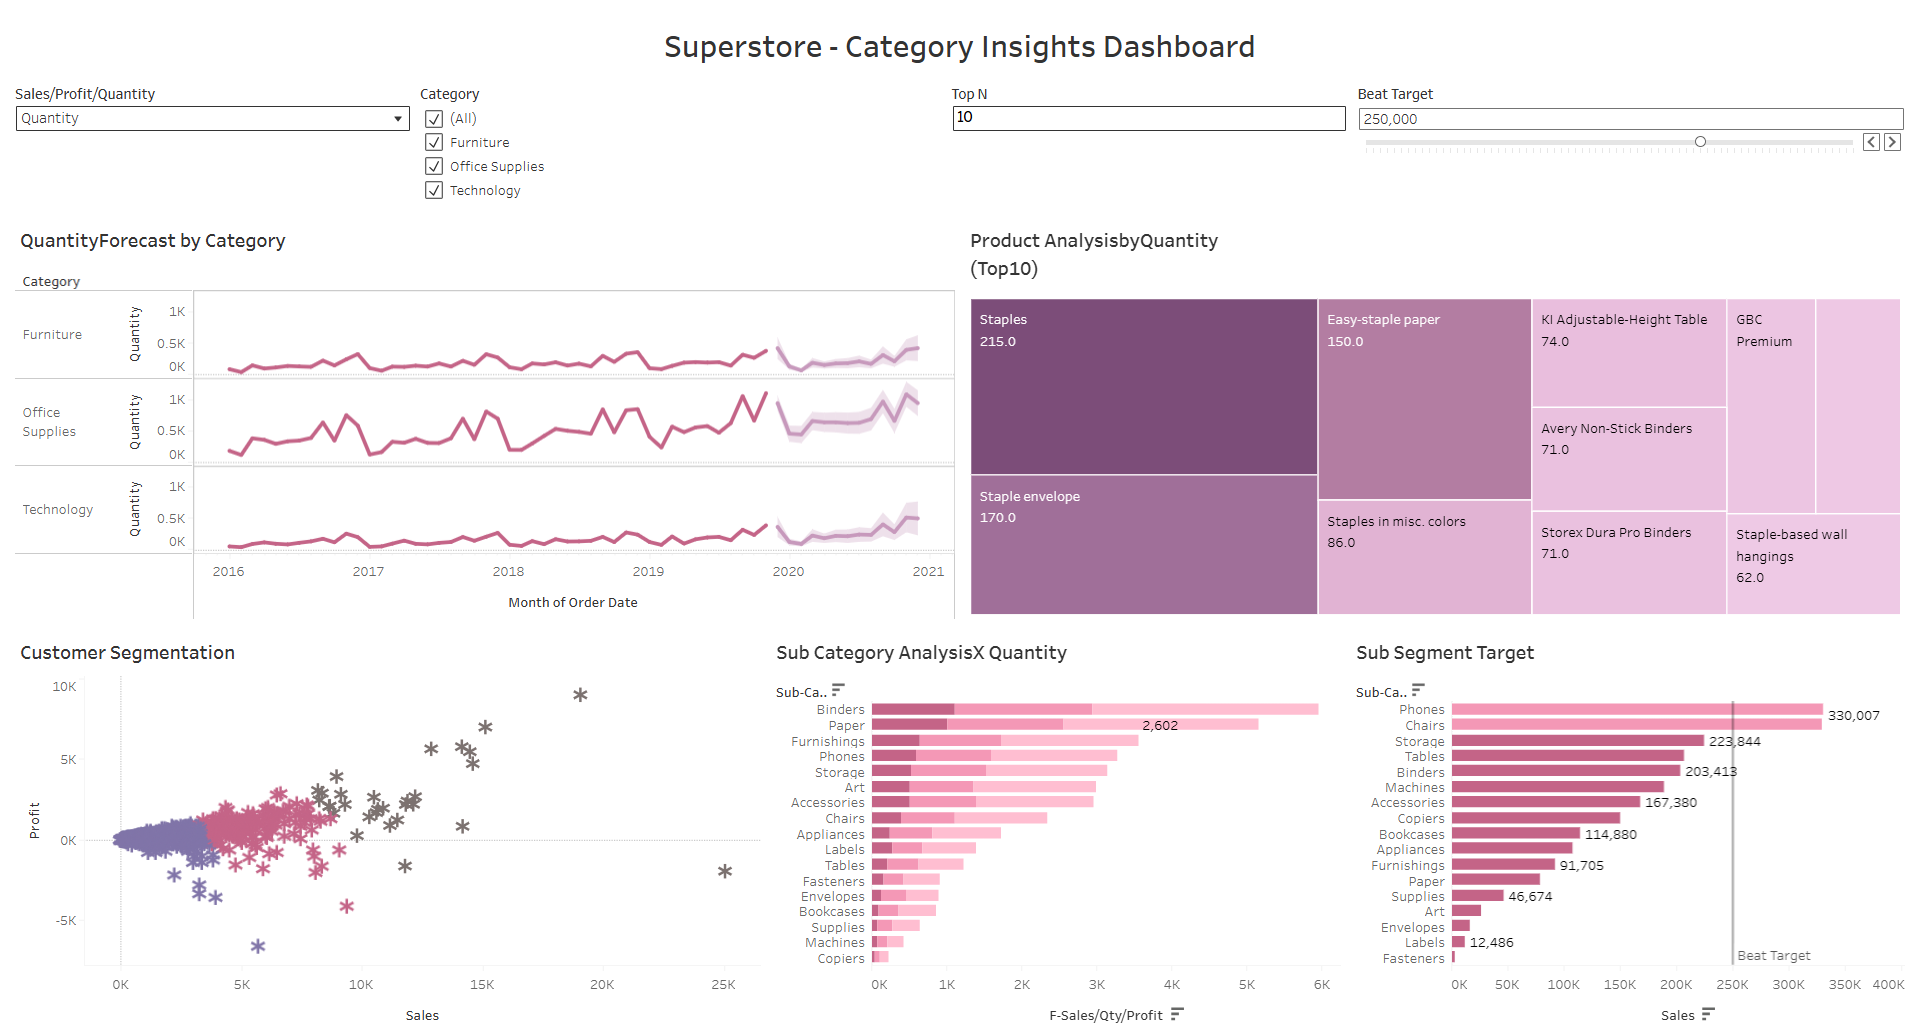 Superstore - Category Insights Dashboard
Sales/Profit/Quantity
Quantity
Category
(All)
Furniture
Office Supplies
Technology
Top N
10
Beat Target
250,000
QuantityForecast by Category
Category
Furniture
Quantity
1K
0.5K
0K
Office
Supplies
Quantity
1K
0.5K
0K
Technology
Quantity
1K
0.5K
0K
2016
2017
2018
2019
2020
2021
Month of Order Date
Product AnalysisbyQuantity
(Top10)
Staples
215.0
Staple envelope
170.0
Easy-staple paper
150.0
Staples in misc. colors
86.0
KI Adjustable-Height Table
74.0
Avery Non-Stick Binders
71.0
Storex Dura Pro Binders
71.0
GBC
Premium
Staple-based wall
hangings
62.0
Customer Segmentation
Profit
10K
5K
0K
-5K
0K
5K
10K
15K
20K
25K
Sales
Sub Category AnalysisX Quantity
Sub-Ca..
Binders
Paper
2,602
Furnishings
Phones
Storage
Art
Accessories
Chairs
Appliances
Labels
Tables
Fasteners
Envelopes
Bookcases
Supplies
Machines
Copiers
0K
1K
2K
3K
4K
5K
6K
F-Sales/Qty/Profit
Sub Segment Target
Sub-Ca..
Phones
330,007
Chairs
Storage
223,844
Tables
Binders
203,413
Machines
Accessories
167,380
Copiers
Bookcases
114,880
Appliances
Furnishings
91,705
Paper
Supplies
46,674
Art
Envelopes
Labels
12,486
Fasteners
Beat Target
0K
50K
100K
150K
200K
250K
300K
350K
400K
Sales